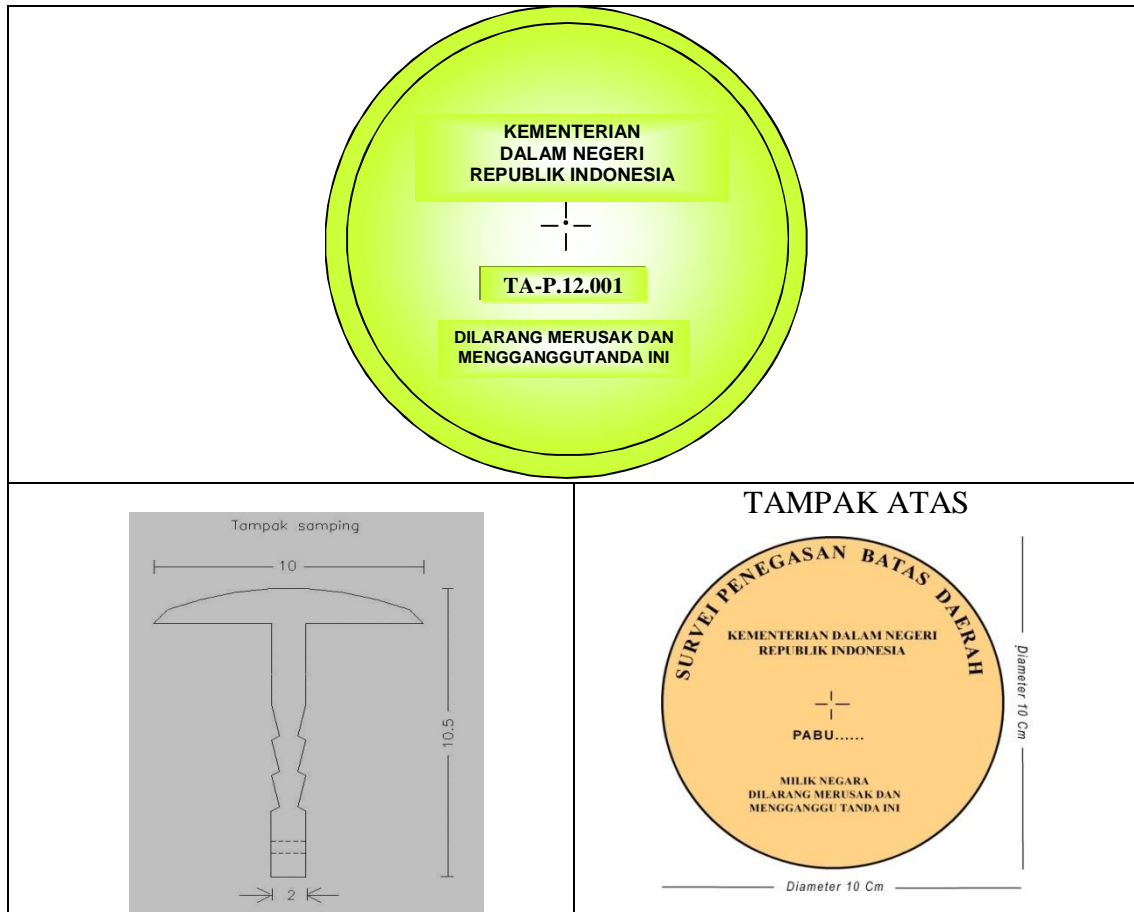 KEMENTERIAN
DALAM NEGERI
REPUBLIK INDONESIA
TA-P.12.001
DILARANG MERUSAK DAN
MENGGANGGUTANDA INI
Tampak samping
10
10.5
2
TAMPAK ATAS
SURVEI PENEGASAN BATAS DAERAH
KEMENTERIAN DALAM NEGERI
REPUBLIK INDONESIA
PABU......
MILIK NEGARA
DILARANG MERUSAK DAN
MENGGANGGU TANDA INI
Diameter 10 Cm
Diameter 10 Cm